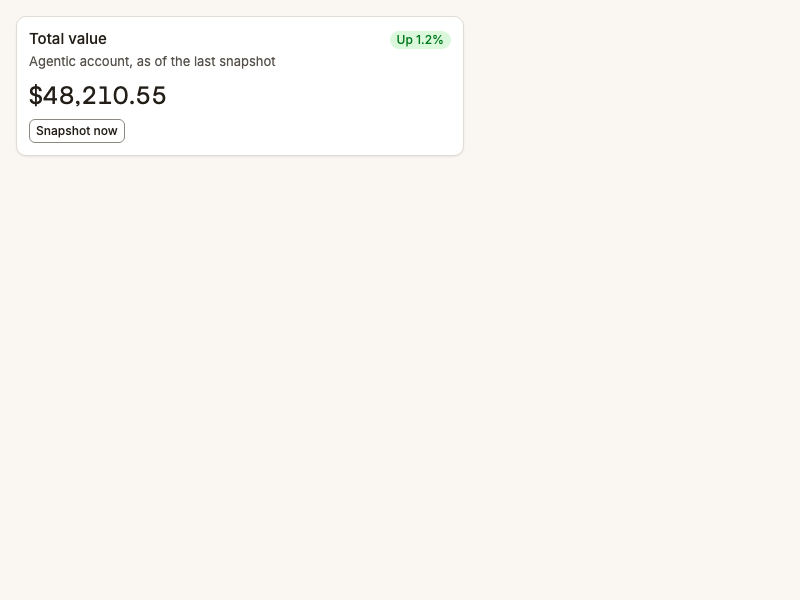 Total value
Up 1.2%
Agentic account, as of the last snapshot
$48,210.55
Snapshot now